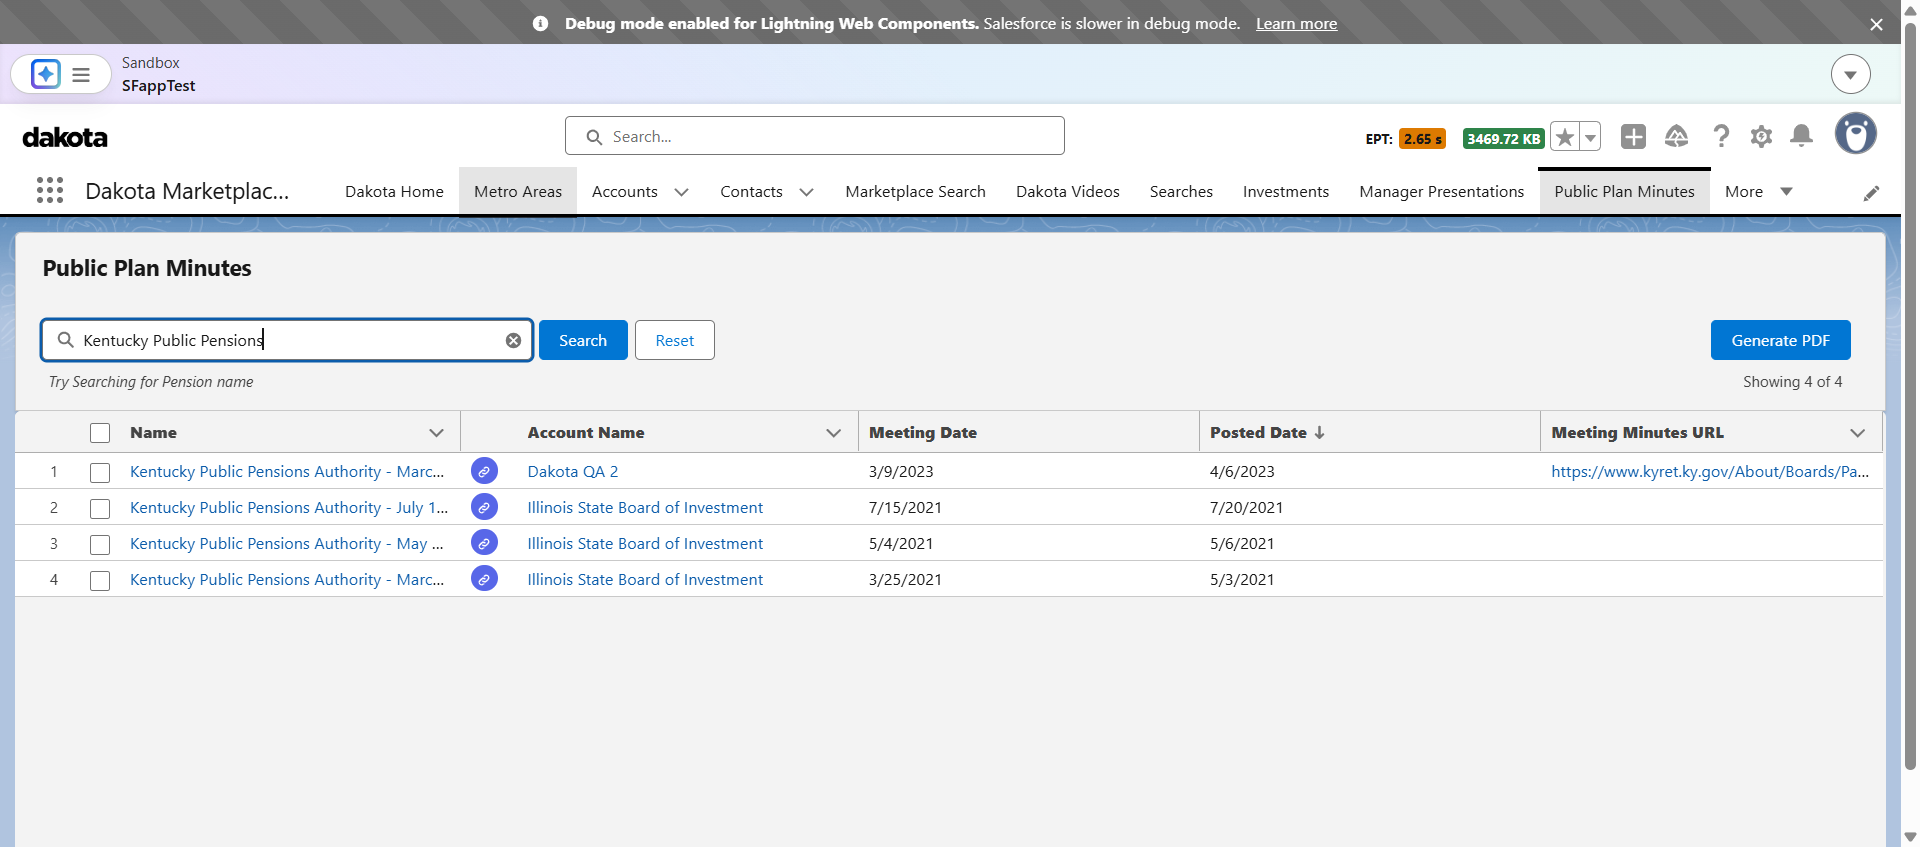 Debug mode enabled for Lightning Web Components. Salesforce is slower in debug mode. Learn more
Sandbox
SFappTest
dakota
Search...
EPT: 2.65 s 3469.72 KB
Dakota Marketplac...
Dakota Home
Metro Areas
Accounts
Contacts
Marketplace Search
Dakota Videos
Searches
Investments
Manager Presentations
Public Plan Minutes
More
Public Plan Minutes
Kentucky Public Pensions
Search
Reset
Generate PDF
Try Searching for Pension name
Showing 4 of 4
Name Account Name Meeting Date Posted Date Meeting Minutes URL
1 Kentucky Public Pensions Authority - Marc... Dakota QA 2 3/9/2023 4/6/2023 https://www.kyret.ky.gov/About/Boards/Pa...
2 Kentucky Public Pensions Authority - July 1... Illinois State Board of Investment 7/15/2021 7/20/2021
3 Kentucky Public Pensions Authority - May ... Illinois State Board of Investment 5/4/2021 5/6/2021
4 Kentucky Public Pensions Authority - Marc... Illinois State Board of Investment 3/25/2021 5/3/2021